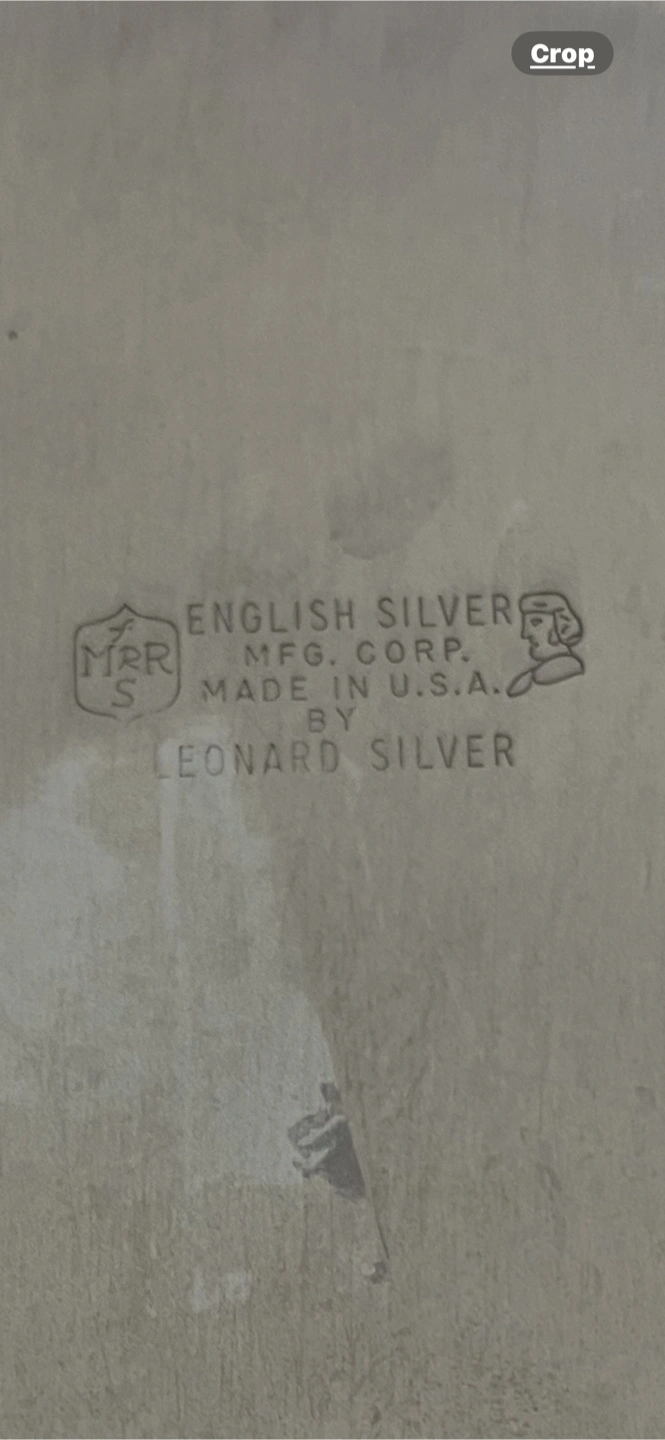 Crop
ENGLISH SILVER
MFG. CORP.
MADE IN U.S.A.
BY
LEONARD SILVER